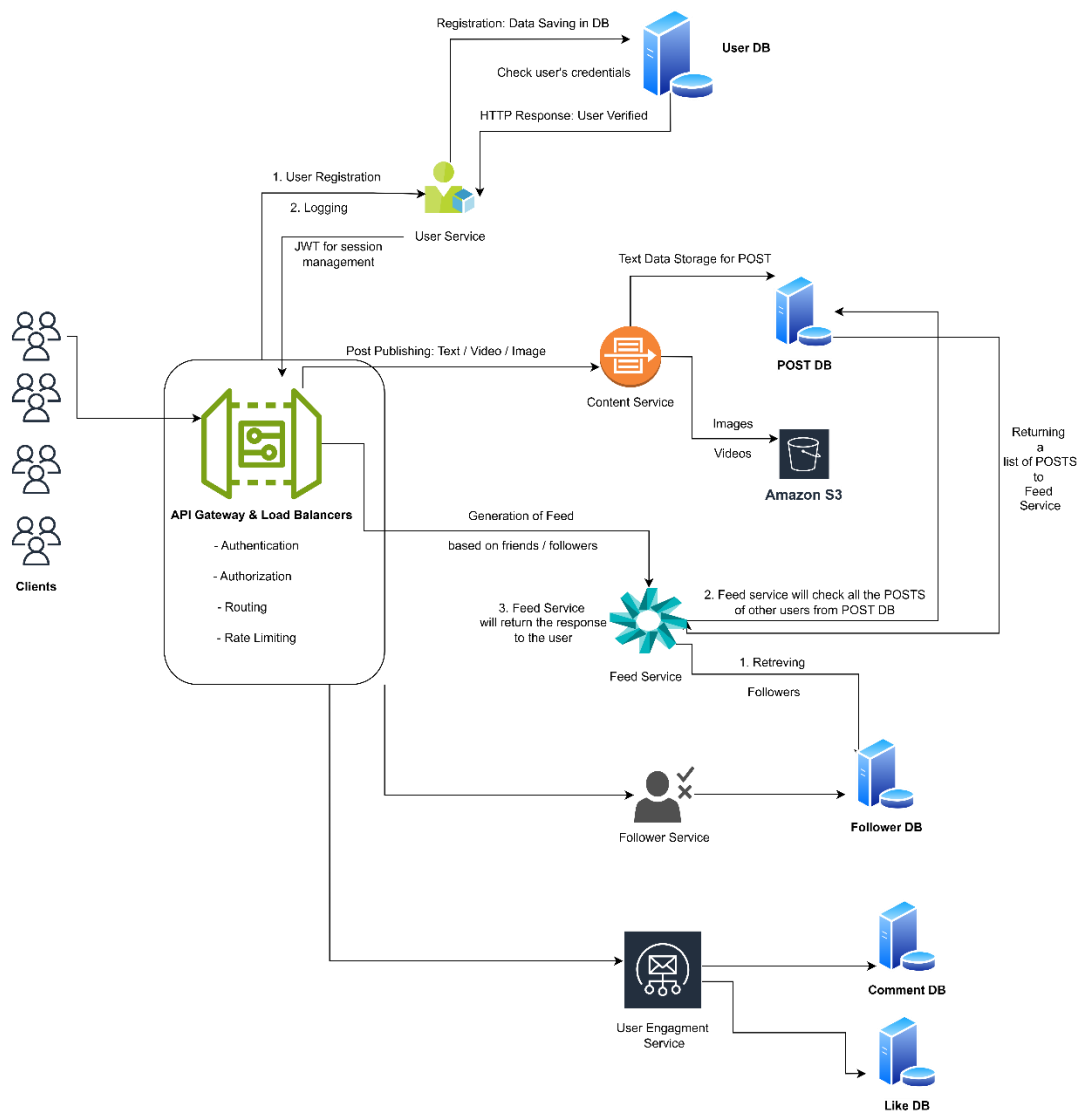 Registration: Data Saving in DB
User DB
Check user's credentials
HTTP Response: User Verified
1. User Registration
2. Logging
User Service
JWT for session
management
Text Data Storage for POST
Post Publishing: Text / Video / Image
POST DB
Content Service
Images
Videos
Amazon S3
Returning
a
list of POSTS
to
Feed
Service
API Gateway & Load Balancers
- Authentication
- Authorization
- Routing
- Rate Limiting
Clients
Generation of Feed
based on friends / followers
2. Feed service will check all the POSTS
of other users from POST DB
3. Feed Service
will return the response
to the user
Feed Service
1. Retreving
Followers
Follower Service
Follower DB
Comment DB
User Engagment
Service
Like DB